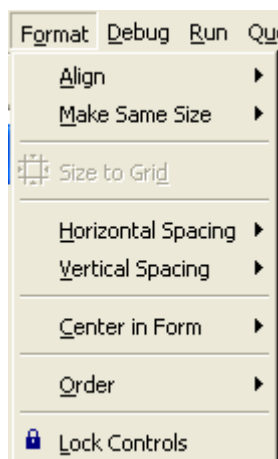 Format Debug Run Qu
Align
Make Same Size
Size to Grid
Horizontal Spacing
Vertical Spacing
Center in Form
Order
Lock Controls